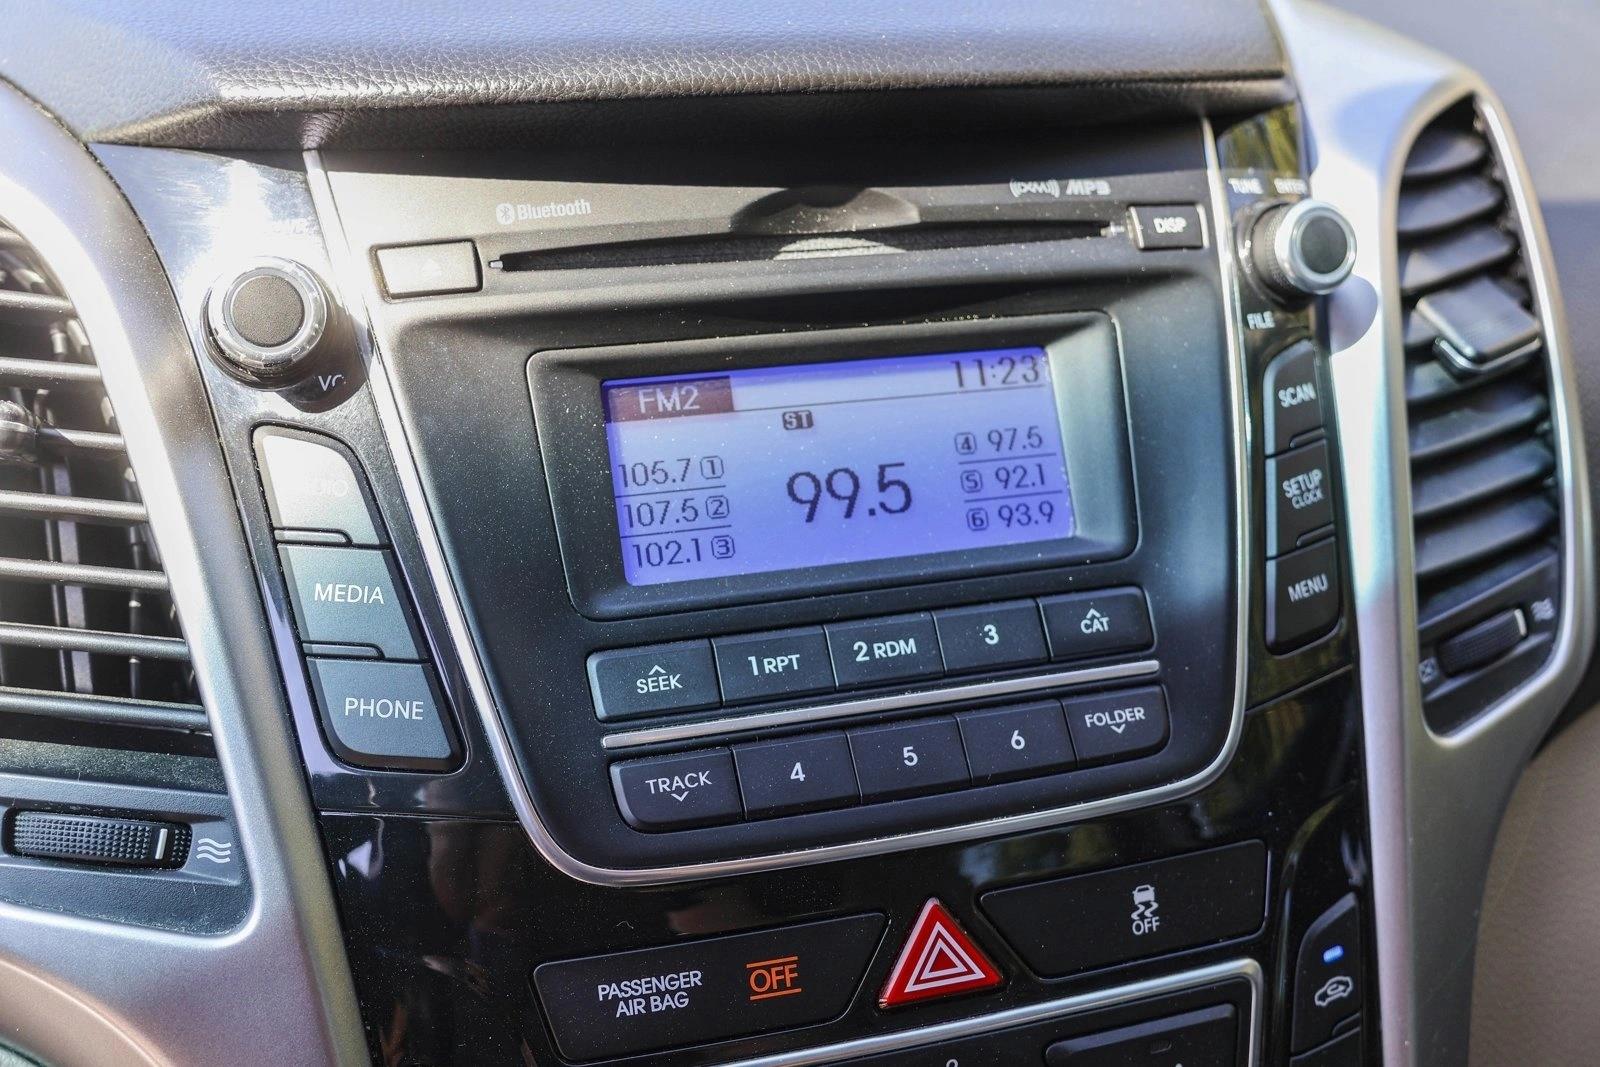 Bluetooth
MP3
DISP
TUNE ENTER
FILE
FM2
11:23
ST
105.7 1
107.5 2
102.1 3
99.5
4 97.5
5 92.1
6 93.9
SCAN
SETUP
CLOCK
MENU
MEDIA
PHONE
SEEK
1 RPT
2 RDM
3
CAT
TRACK
4
5
6
FOLDER
PASSENGER
AIR BAG
OFF
OFF